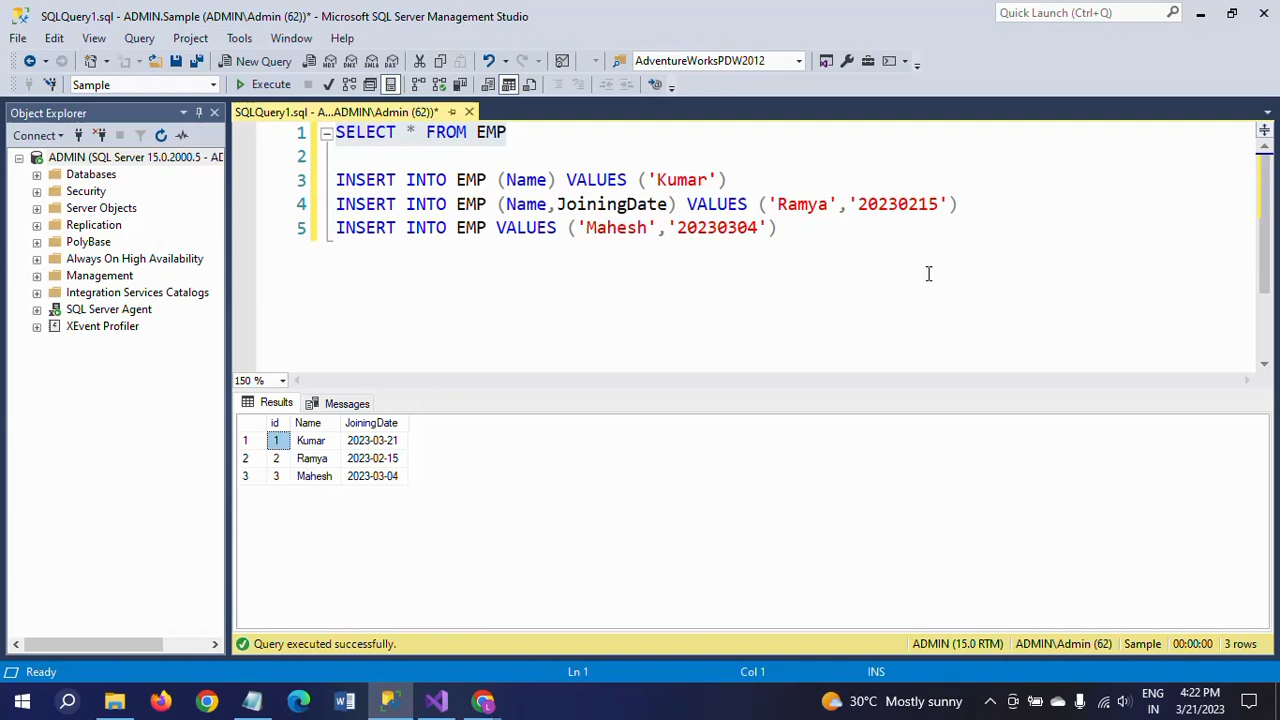 SQLQuery1.sql - ADMIN.Sample (ADMIN\Admin (62))* - Microsoft SQL Server Management Studio
Quick Launch (Ctrl+Q)
File Edit View Query Project Tools Window Help
New Query
AdventureWorksPDW2012
Sample
Execute
Object Explorer
SQLQuery1.sql - A...ADMIN\Admin (62))*
Connect
ADMIN (SQL Server 15.0.2000.5 - AD
Databases
Security
Server Objects
Replication
PolyBase
Always On High Availability
Management
Integration Services Catalogs
SQL Server Agent
XEvent Profiler
1 SELECT * FROM EMP
2
3 INSERT INTO EMP (Name) VALUES ('Kumar')
4 INSERT INTO EMP (Name,JoiningDate) VALUES ('Ramya','20230215')
5 INSERT INTO EMP VALUES ('Mahesh','20230304')
150 %
Results Messages
id Name JoiningDate
1 1 Kumar 2023-03-21
2 2 Ramya 2023-02-15
3 3 Mahesh 2023-03-04
Query executed successfully.
ADMIN (15.0 RTM) ADMIN\Admin (62) Sample 00:00:00 3 rows
Ready Ln 1 Col 1 INS
30°C Mostly sunny
ENG
IN
4:22 PM
3/21/2023